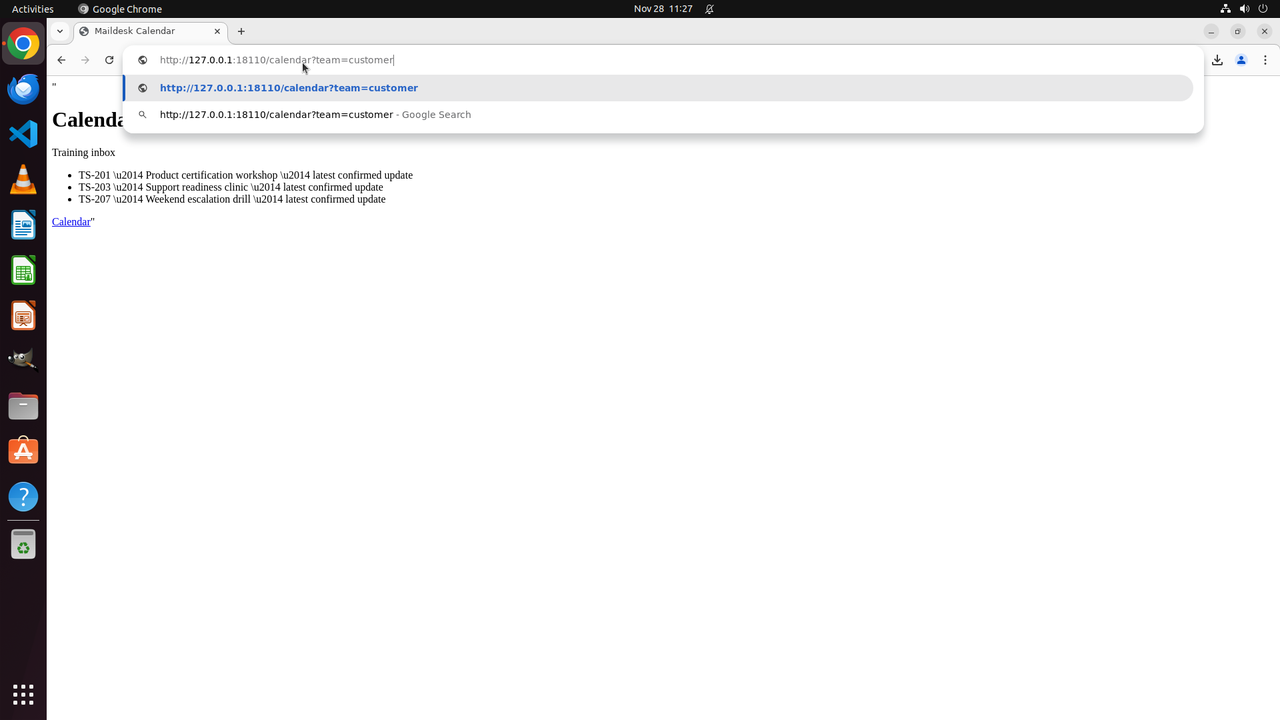 Activities
Google Chrome
Nov 28 11:27
Maildesk Calendar
http://127.0.0.1:18110/calendar?team=customer
http://127.0.0.1:18110/calendar?team=customer
http://127.0.0.1:18110/calendar?team=customer - Google Search
"
Calenda
Training inbox
TS-201 \u2014 Product certification workshop \u2014 latest confirmed update
TS-203 \u2014 Support readiness clinic \u2014 latest confirmed update
TS-207 \u2014 Weekend escalation drill \u2014 latest confirmed update
Calendar"